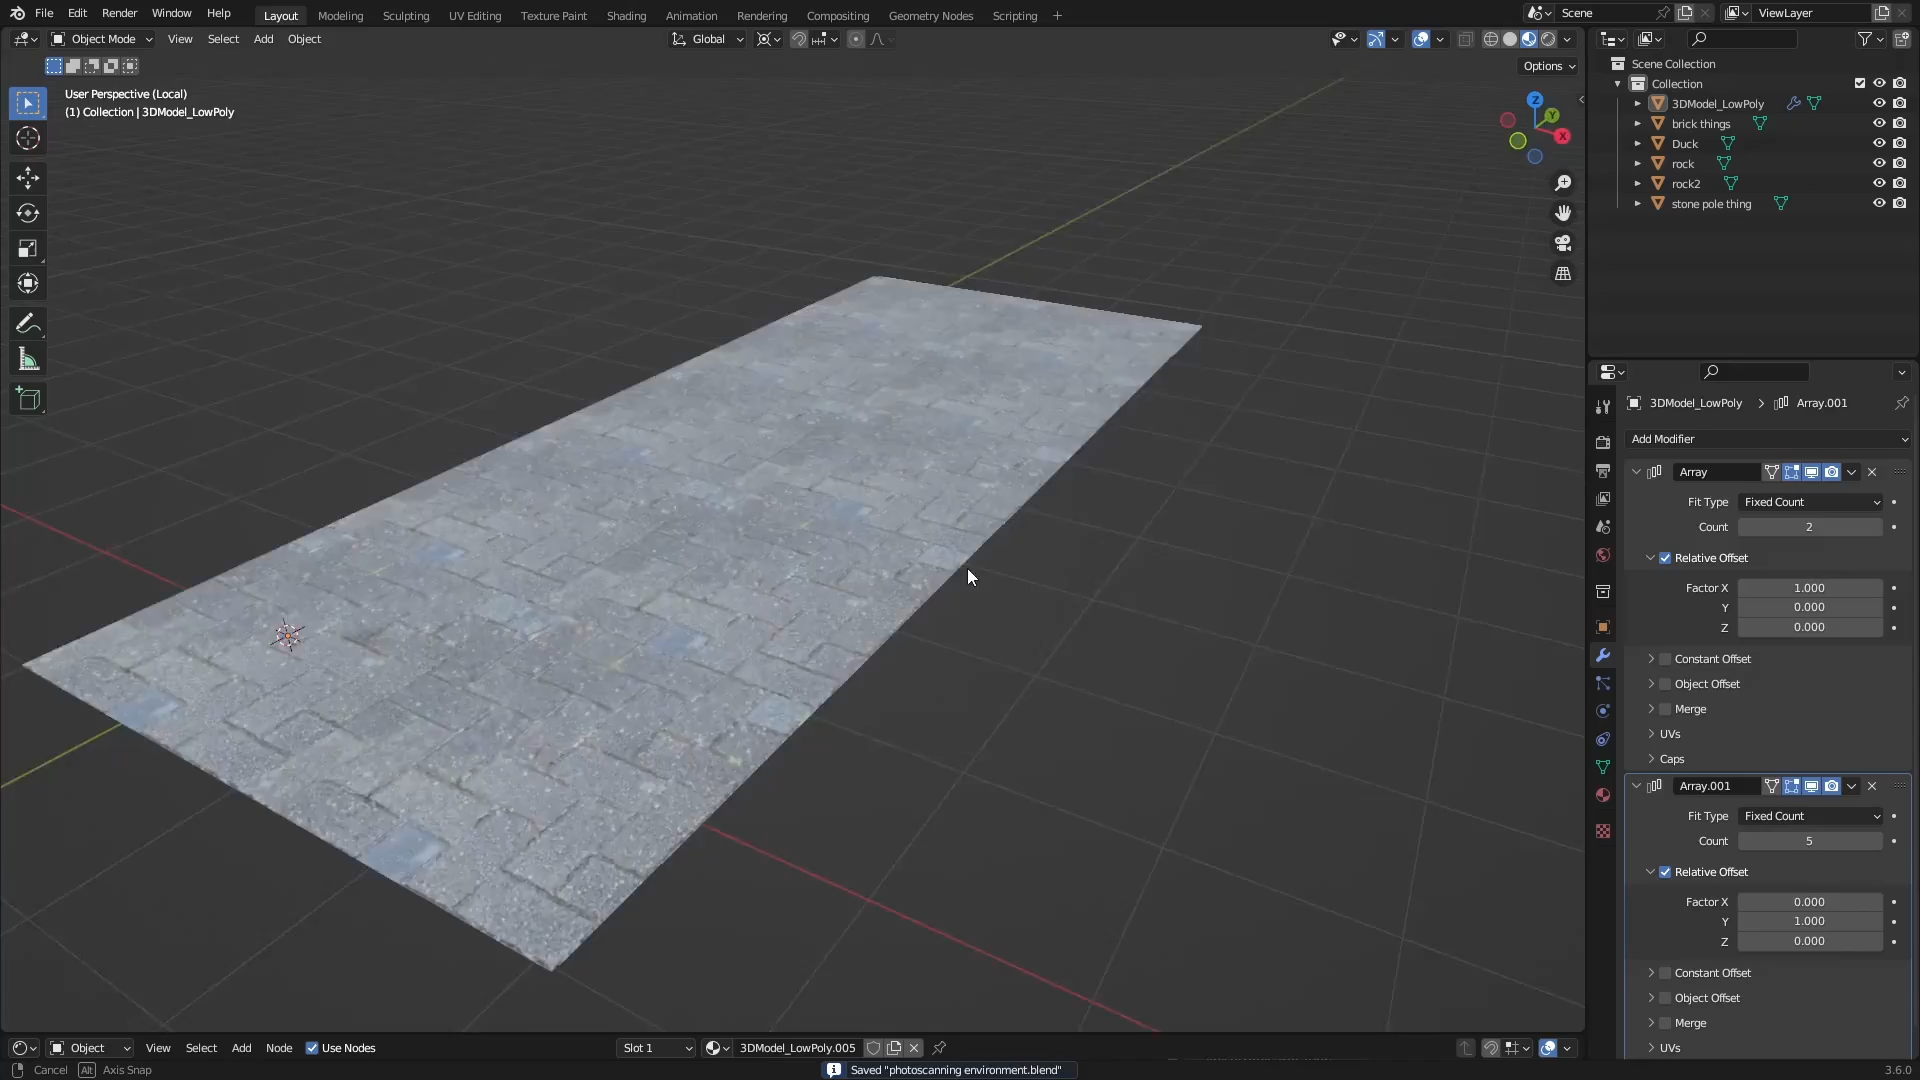 File Edit Render Window Help Layout Modeling Sculpting UV Editing Texture Paint Shading Animation Rendering Compositing Geometry Nodes Scripting + Scene ViewLayer
Object Mode View Select Add Object Global
Options
User Perspective (Local)
(1) Collection | 3DModel_LowPoly
Z
Y
X
Scene Collection
Collection
3DModel_LowPoly
brick things
Duck
rock
rock2
stone pole thing
3DModel_LowPoly > Array.001
Add Modifier
Array
Fit Type Fixed Count
Count 2
Relative Offset
Factor X 1.000
Y 0.000
Z 0.000
Constant Offset
Object Offset
Merge
UVs
Caps
Array.001
Fit Type Fixed Count
Count 5
Relative Offset
Factor X 0.000
Y 1.000
Z 0.000
Constant Offset
Object Offset
Merge
UVs
Object View Select Add Node Use Nodes Slot 1 3DModel_LowPoly.005
Cancel Alt Axis Snap Saved "photoscanning environment.blend" 3.6.0